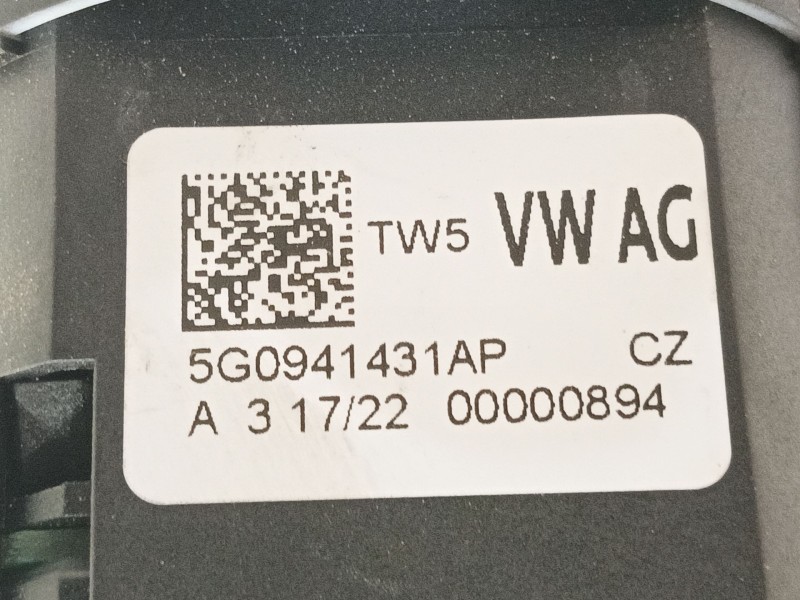 TW5 VW AG
5G0941431AP CZ
A 3 17/22 00000894